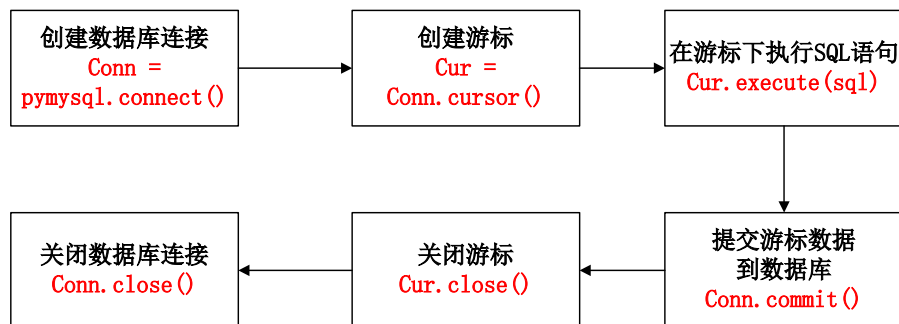 创建数据库连接
Conn =
pymysql.connect()
创建游标
Cur =
Conn.cursor()
在游标下执行SQL语句
Cur.execute(sql)
提交游标数据
到数据库
Conn.commit()
关闭游标
Cur.close()
关闭数据库连接
Conn.close()